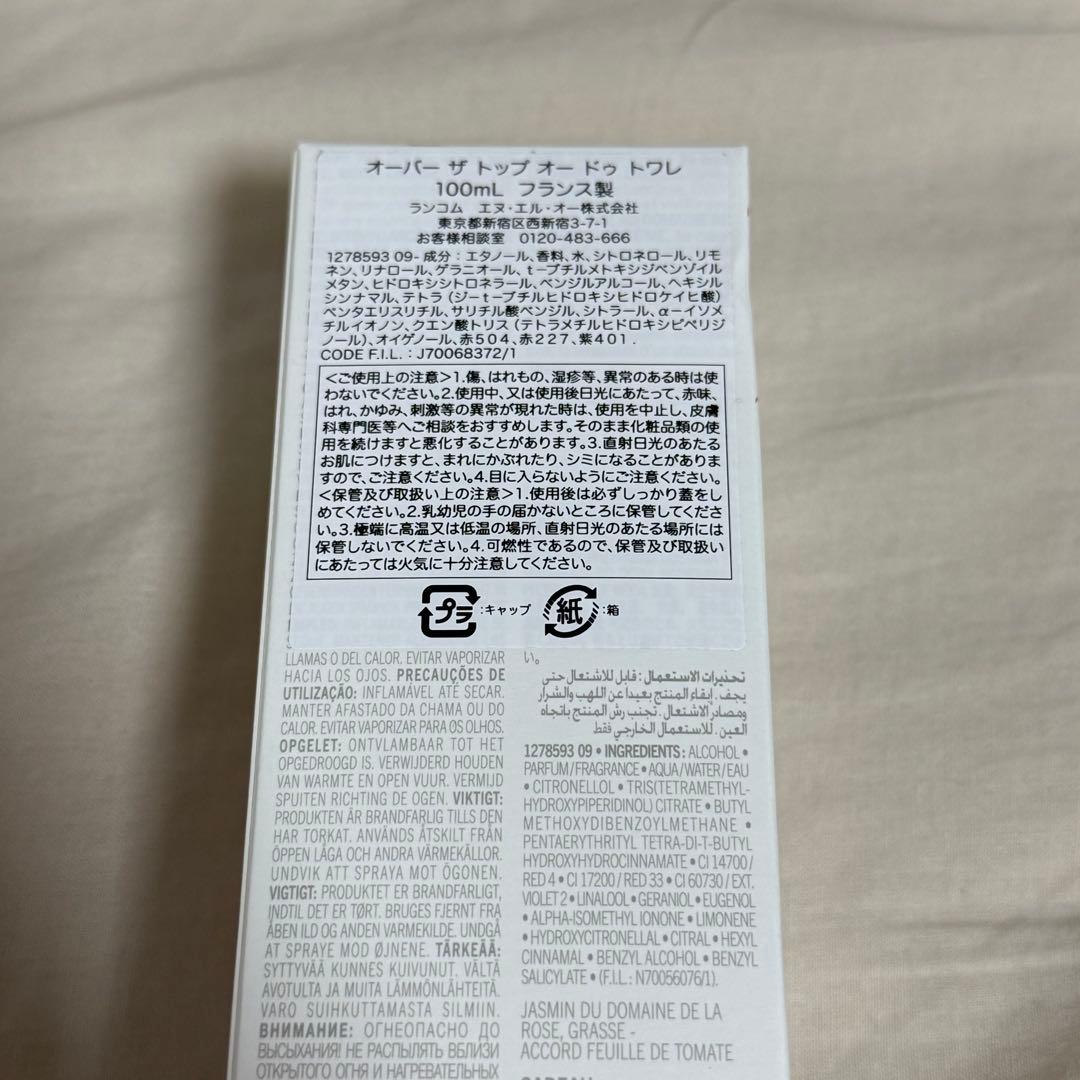 オーバー ザ トップ オー ドゥ トワレ
100mL フランス製
ランコム エヌ・エル・オー株式会社
東京都新宿区西新宿3-7-1
お客様相談室 0120-483-666
1278593 09- 成分：エタノール、香料、水、シトロネロール、リモ
ネン、リナロール、ゲラニオール、t-ブチルメトキシジベンゾイル
メタン、ヒドロキシシトロネラール、ベンジルアルコール、ヘキシル
シンナマル、テトラ（ジ－t－ブチルヒドロキシヒドロケイヒ酸）
ペンタエリスリチル、サリチル酸ベンジル、シトラール、α－イソメ
チルイオノン、クエン酸トリス（テトラメチルヒドロキシピペリジ
ノール）、オイゲノール、赤504、赤227、紫401.
CODE F.I.L.：J70068372/1
＜ご使用上の注意＞1.傷、はれもの、湿疹等、異常のある時は使
わないでください。2.使用中、又は使用後日光にあたって、赤味、
はれ、かゆみ、刺激等の異常が現れた時は、使用を中止し、皮膚
科専門医等へご相談をおすすめします。そのまま化粧品類の使
用を続けますと悪化することがあります。3.直射日光のあたる
お肌につけますと、まれにかぶれたり、シミになることがありま
すので、ご注意ください。4.目に入らないようにご注意ください。
＜保管及び取扱い上の注意＞1.使用後は必ずしっかり蓋をし
めてください。2.乳幼児の手の届かないところに保管してくださ
い。3.極端に高温又は低温の場所、直射日光のあたる場所には
保管しないでください。4.可燃性であるので、保管及び取扱い
にあたっては火気に十分注意してください。
プラ：キャップ 紙：箱
LLAMAS O DEL CALOR. EVITAR VAPORIZAR
HACIA LOS OJOS. PRECAUÇÕES DE
UTILIZAÇÃO: INFLAMÁVEL ATÉ SECAR.
MANTER AFASTADO DA CHAMA OU DO
CALOR. EVITAR VAPORIZAR PARA OS OLHOS.
OPGELET: ONTVLAMBAAR TOT HET
OPGEDROOGD IS. VERWIJDERD HOUDEN
VAN WARMTE EN OPEN VUUR. VERMIJD
SPUITEN RICHTING DE OGEN. VIKTIGT:
PRODUKTEN ÄR BRANDFARLIG TILLS DEN
HAR TORKAT. ANVÄNDS ÅTSKILT FRÅN
ÖPPEN LÅGA OCH ANDRA VÄRMEKÄLLOR.
UNDVIK ATT SPRAYA MOT ÖGONEN.
VIGTIGT: PRODUKTET ER BRANDFARLIGT,
INDTIL DET ER TØRT. BRUGES FJERNT FRA
ÅBEN ILD OG ANDEN VARMEKILDE. UNDGÅ
AT SPRAYE MOD ØJNENE. TÄRKEÄÄ:
SYTTYVÄÄ KUNNES KUIVUNUT. VÄLTÄ
AVOTULTA JA MUITA LÄMMÖNLÄHTEITÄ.
VARO SUIHKUTTAMASTA SILMIIN.
ВНИМАНИЕ: ОГНЕОПАСНО ДО
ВЫСЫХАНИЯ! НЕ РАСПЫЛЯТЬ ВБЛИЗИ
ОТКРЫТОГО ОГНЯ И НАГРЕВАТЕЛЬНЫХ
い。
تحذيرات الاستعمال : قابل للاشتعال حتى
يجف . إبقاء المنتج بعيدا عن اللهب والشرار
ومصادر الاشتعال . تجنب رش المنتج باتجاه
العين . للاستعمال الخارجي فقط
1278593 09 • INGREDIENTS: ALCOHOL •
PARFUM / FRAGRANCE • AQUA / WATER / EAU
• CITRONELLOL • TRIS(TETRAMETHYL-
HYDROXYPIPERIDINOL) CITRATE • BUTYL
METHOXYDIBENZOYLMETHANE •
PENTAERYTHRITYL TETRA-DI-T-BUTYL
HYDROXYHYDROCINNAMATE • CI 14700 /
RED 4 • CI 17200 / RED 33 • CI 60730 / EXT.
VIOLET 2 • LINALOOL • GERANIOL • EUGENOL
• ALPHA-ISOMETHYL IONONE • LIMONENE
• HYDROXYCITRONELLAL • CITRAL • HEXYL
CINNAMAL • BENZYL ALCOHOL • BENZYL
SALICYLATE • (F.I.L.: N70056076/1).
JASMIN DU DOMAINE DE LA
ROSE, GRASSE -
ACCORD FEUILLE DE TOMATE